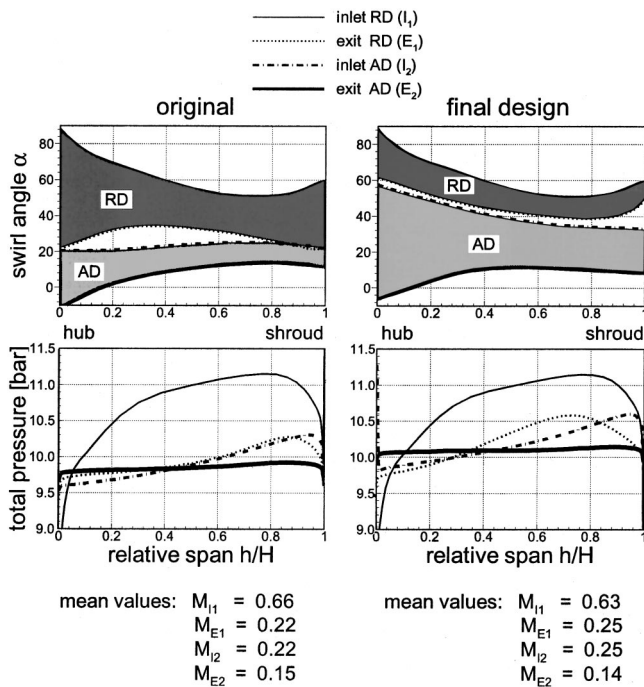 inlet RD (I1)
exit RD (E1)
inlet AD (I2)
exit AD (E2)
original
final design
swirl angle α
80
60
40
20
0
RD
AD
0 0.2 0.4 0.6 0.8 1
hub shroud
80
60
40
20
0
RD
AD
0 0.2 0.4 0.6 0.8 1
hub shroud
total pressure [bar]
11.5
11.0
10.5
10.0
9.5
9.0
0 0.2 0.4 0.6 0.8 1
relative span h/H
11.5
11.0
10.5
10.0
9.5
9.0
0 0.2 0.4 0.6 0.8 1
relative span h/H
mean values: MI1 = 0.66
ME1 = 0.22
MI2 = 0.22
ME2 = 0.15
mean values: MI1 = 0.63
ME1 = 0.25
MI2 = 0.25
ME2 = 0.14